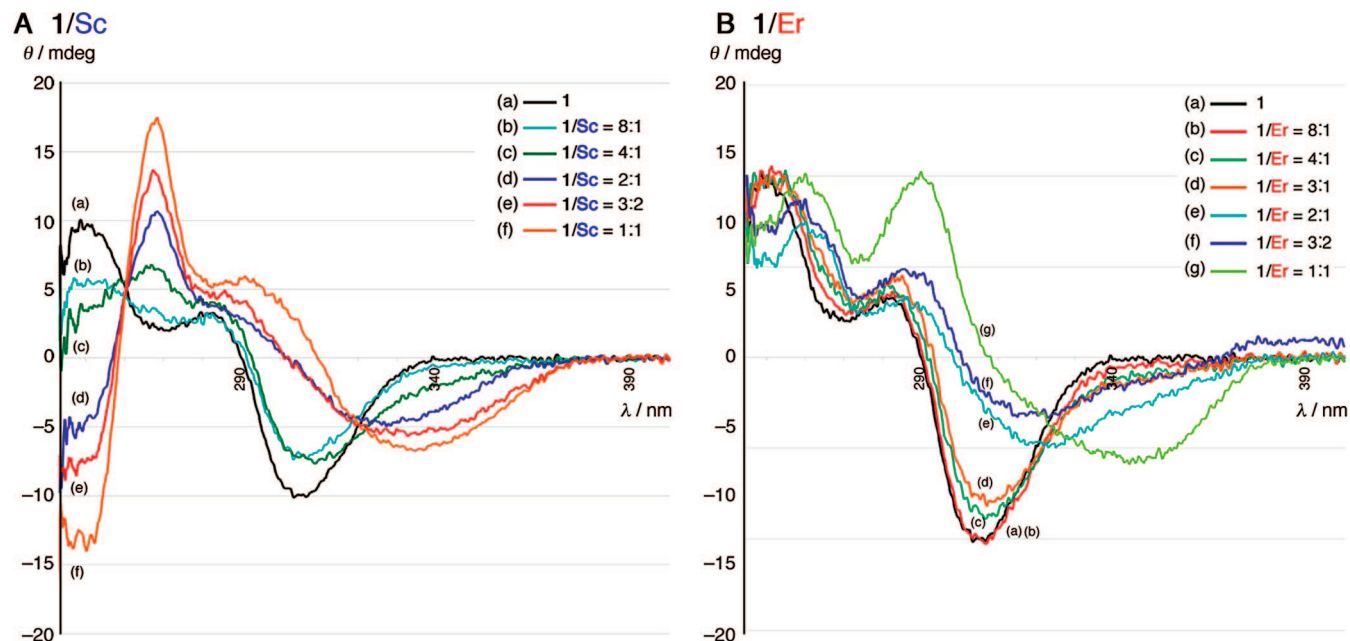 A 1/Sc
θ / mdeg
20
15
10
5
0
−5
−10
−15
−20
(a) 1
(b) 1/Sc = 8:1
(c) 1/Sc = 4:1
(d) 1/Sc = 2:1
(e) 1/Sc = 3:2
(f) 1/Sc = 1:1
(a)
(b)
(c)
(d)
(e)
(f)
290
340
390
λ / nm
B 1/Er
θ / mdeg
20
15
10
5
0
−5
−10
−15
−20
(a) 1
(b) 1/Er = 8:1
(c) 1/Er = 4:1
(d) 1/Er = 3:1
(e) 1/Er = 2:1
(f) 1/Er = 3:2
(g) 1/Er = 1:1
(g)
(f)
(e)
(d)
(c)
(a) (b)
290
340
390
λ / nm